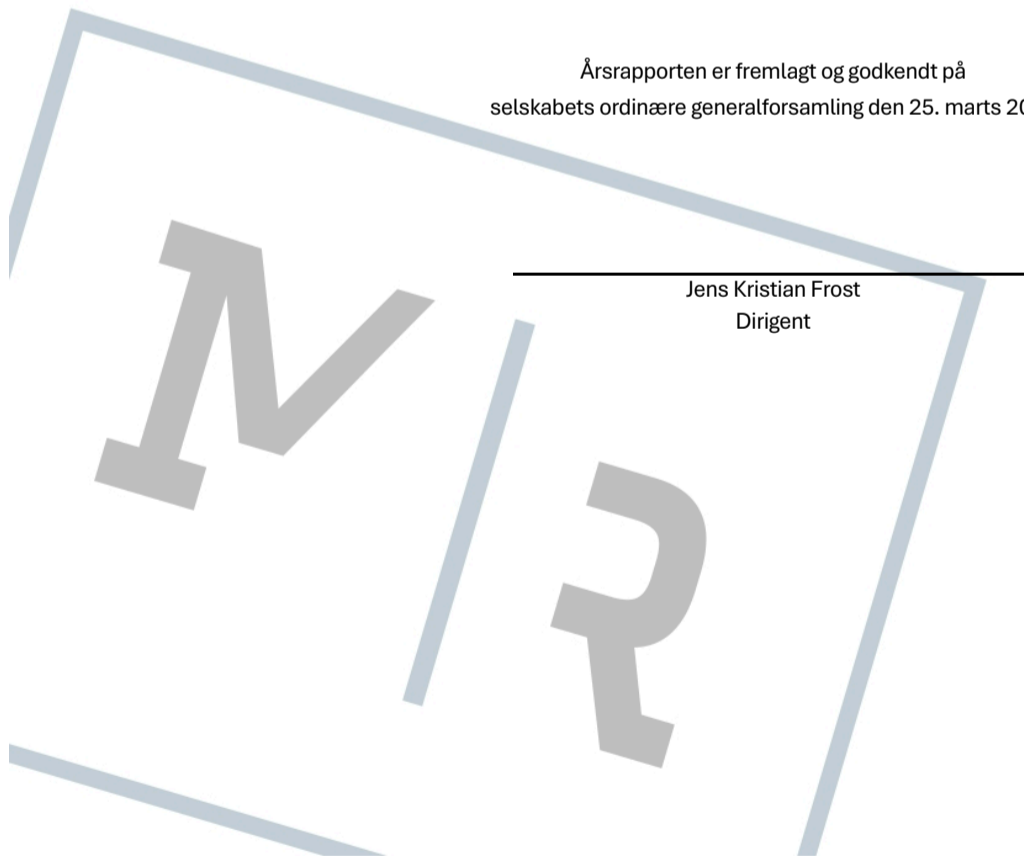 Årsrapporten er fremlagt og godkendt på
selskabets ordinære generalforsamling den 25. marts
Jens Kristian Frost
Dirigent
M R